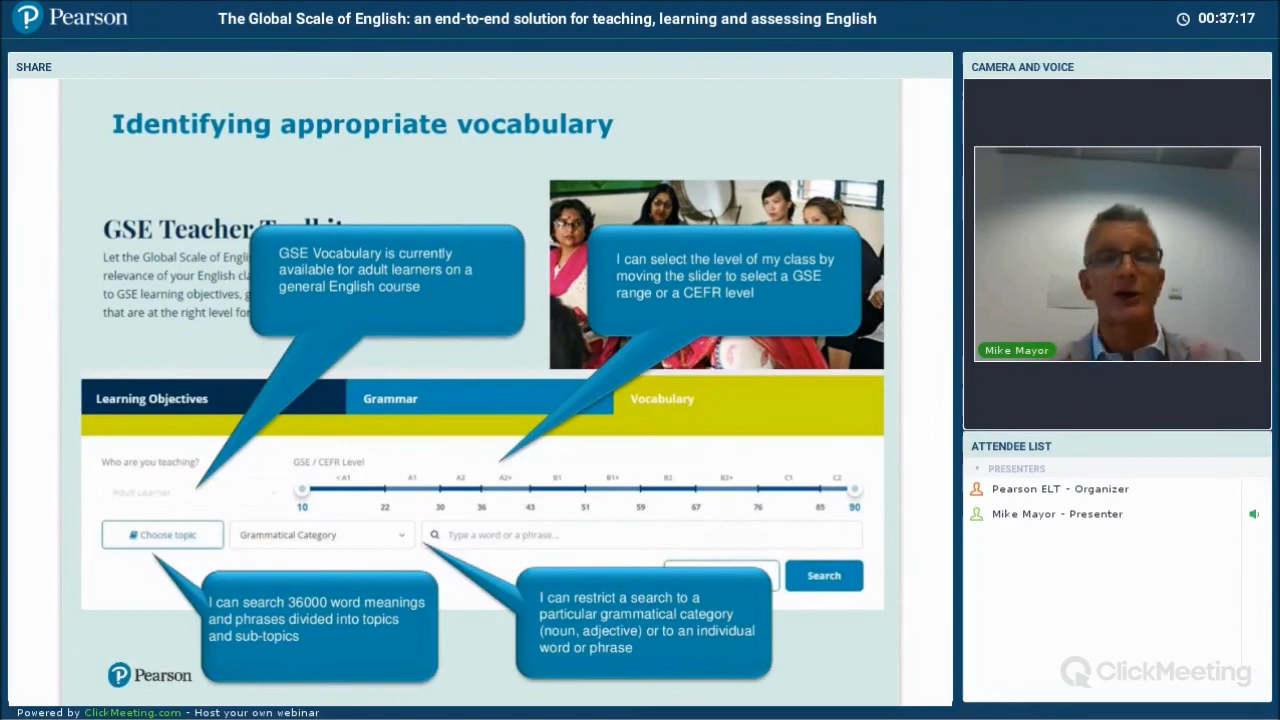 Pearson
The Global Scale of English: an end-to-end solution for teaching, learning and assessing English
00:37:17
SHARE
Identifying appropriate vocabulary
GSE Teacher
Let the Global Scale of
relevance of your English
to GSE learning objectives,
that are at the right level
GSE Vocabulary is currently
available for adult learners on a
general English course
I can select the level of my class by
moving the slider to select a GSE
range or a CEFR level
Learning Objectives
Grammar
Vocabulary
Who are you teaching?
GSE / CEFR Level
Adult Learner
<A1 A1 A2 A2+ B1 B1+ B2 B2+ C1 C2
10 22 30 36 43 51 59 67 76 85 90
Choose topic
Grammatical Category
Type a word or a phrase...
Search
I can search 36000 word meanings
and phrases divided into topics
and sub-topics
I can restrict a search to a
particular grammatical category
(noun, adjective) or to an individual
word or phrase
Pearson
CAMERA AND VOICE
Mike Mayor
ATTENDEE LIST
PRESENTERS
Pearson ELT - Organizer
Mike Mayor - Presenter
ClickMeeting
Powered by ClickMeeting.com - Host your own webinar